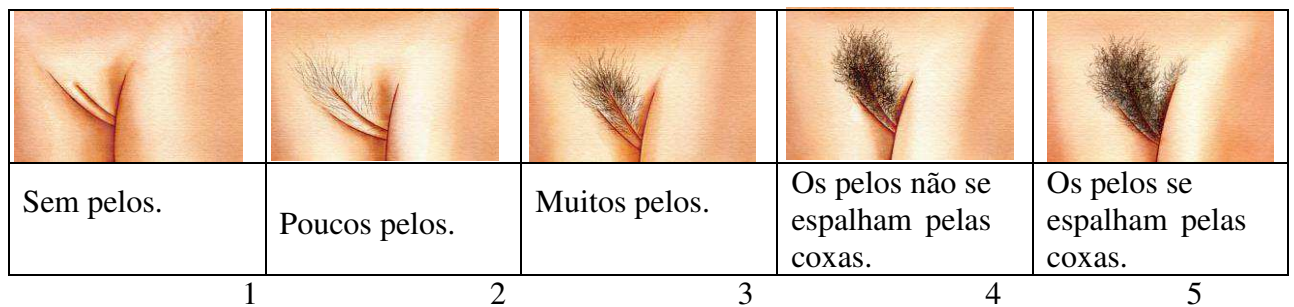 Sem pelos.
Poucos pelos.
Muitos pelos.
Os pelos não se
espalham pelas
coxas.
Os pelos se
espalham pelas
coxas.
1 2 3 4 5